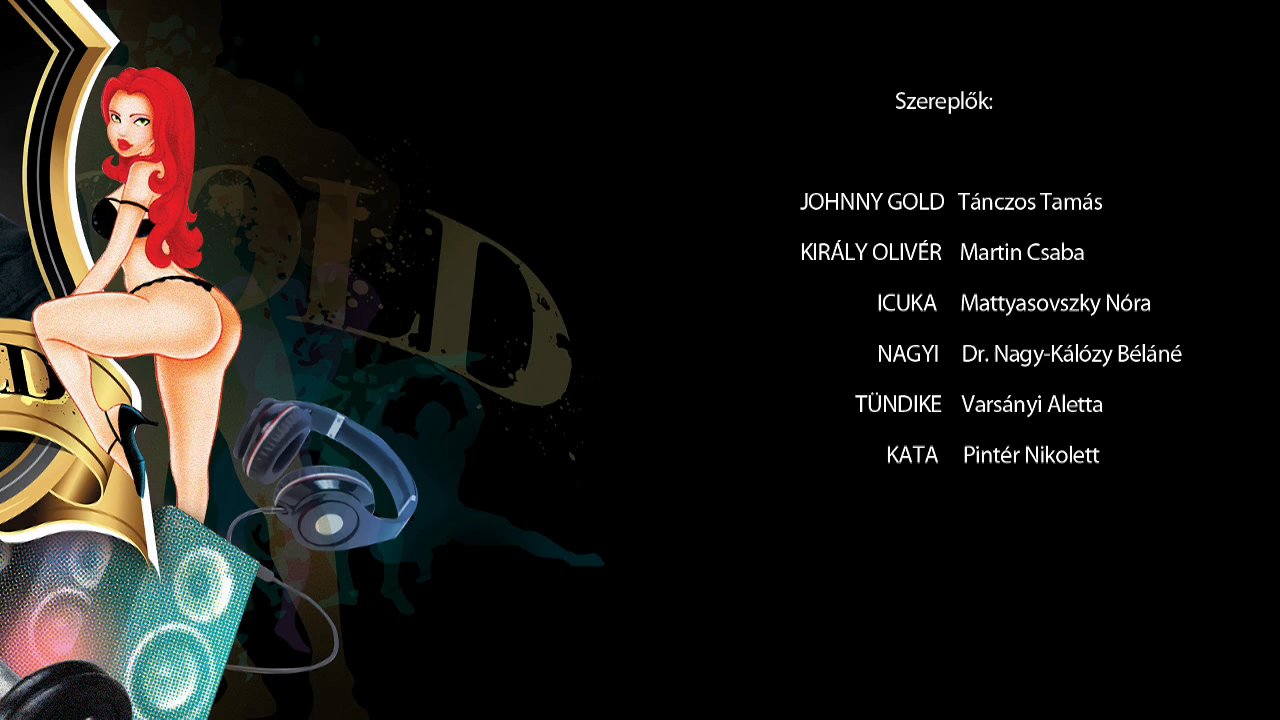 Szereplők:
JOHNNY GOLD Tánczos Tamás
KIRÁLY OLIVÉR Martin Csaba
ICUKA Mattyasovszky Nóra
NAGYI Dr. Nagy-Kálózy Béláné
TÜNDIKE Varsányi Aletta
KATA Pintér Nikolett